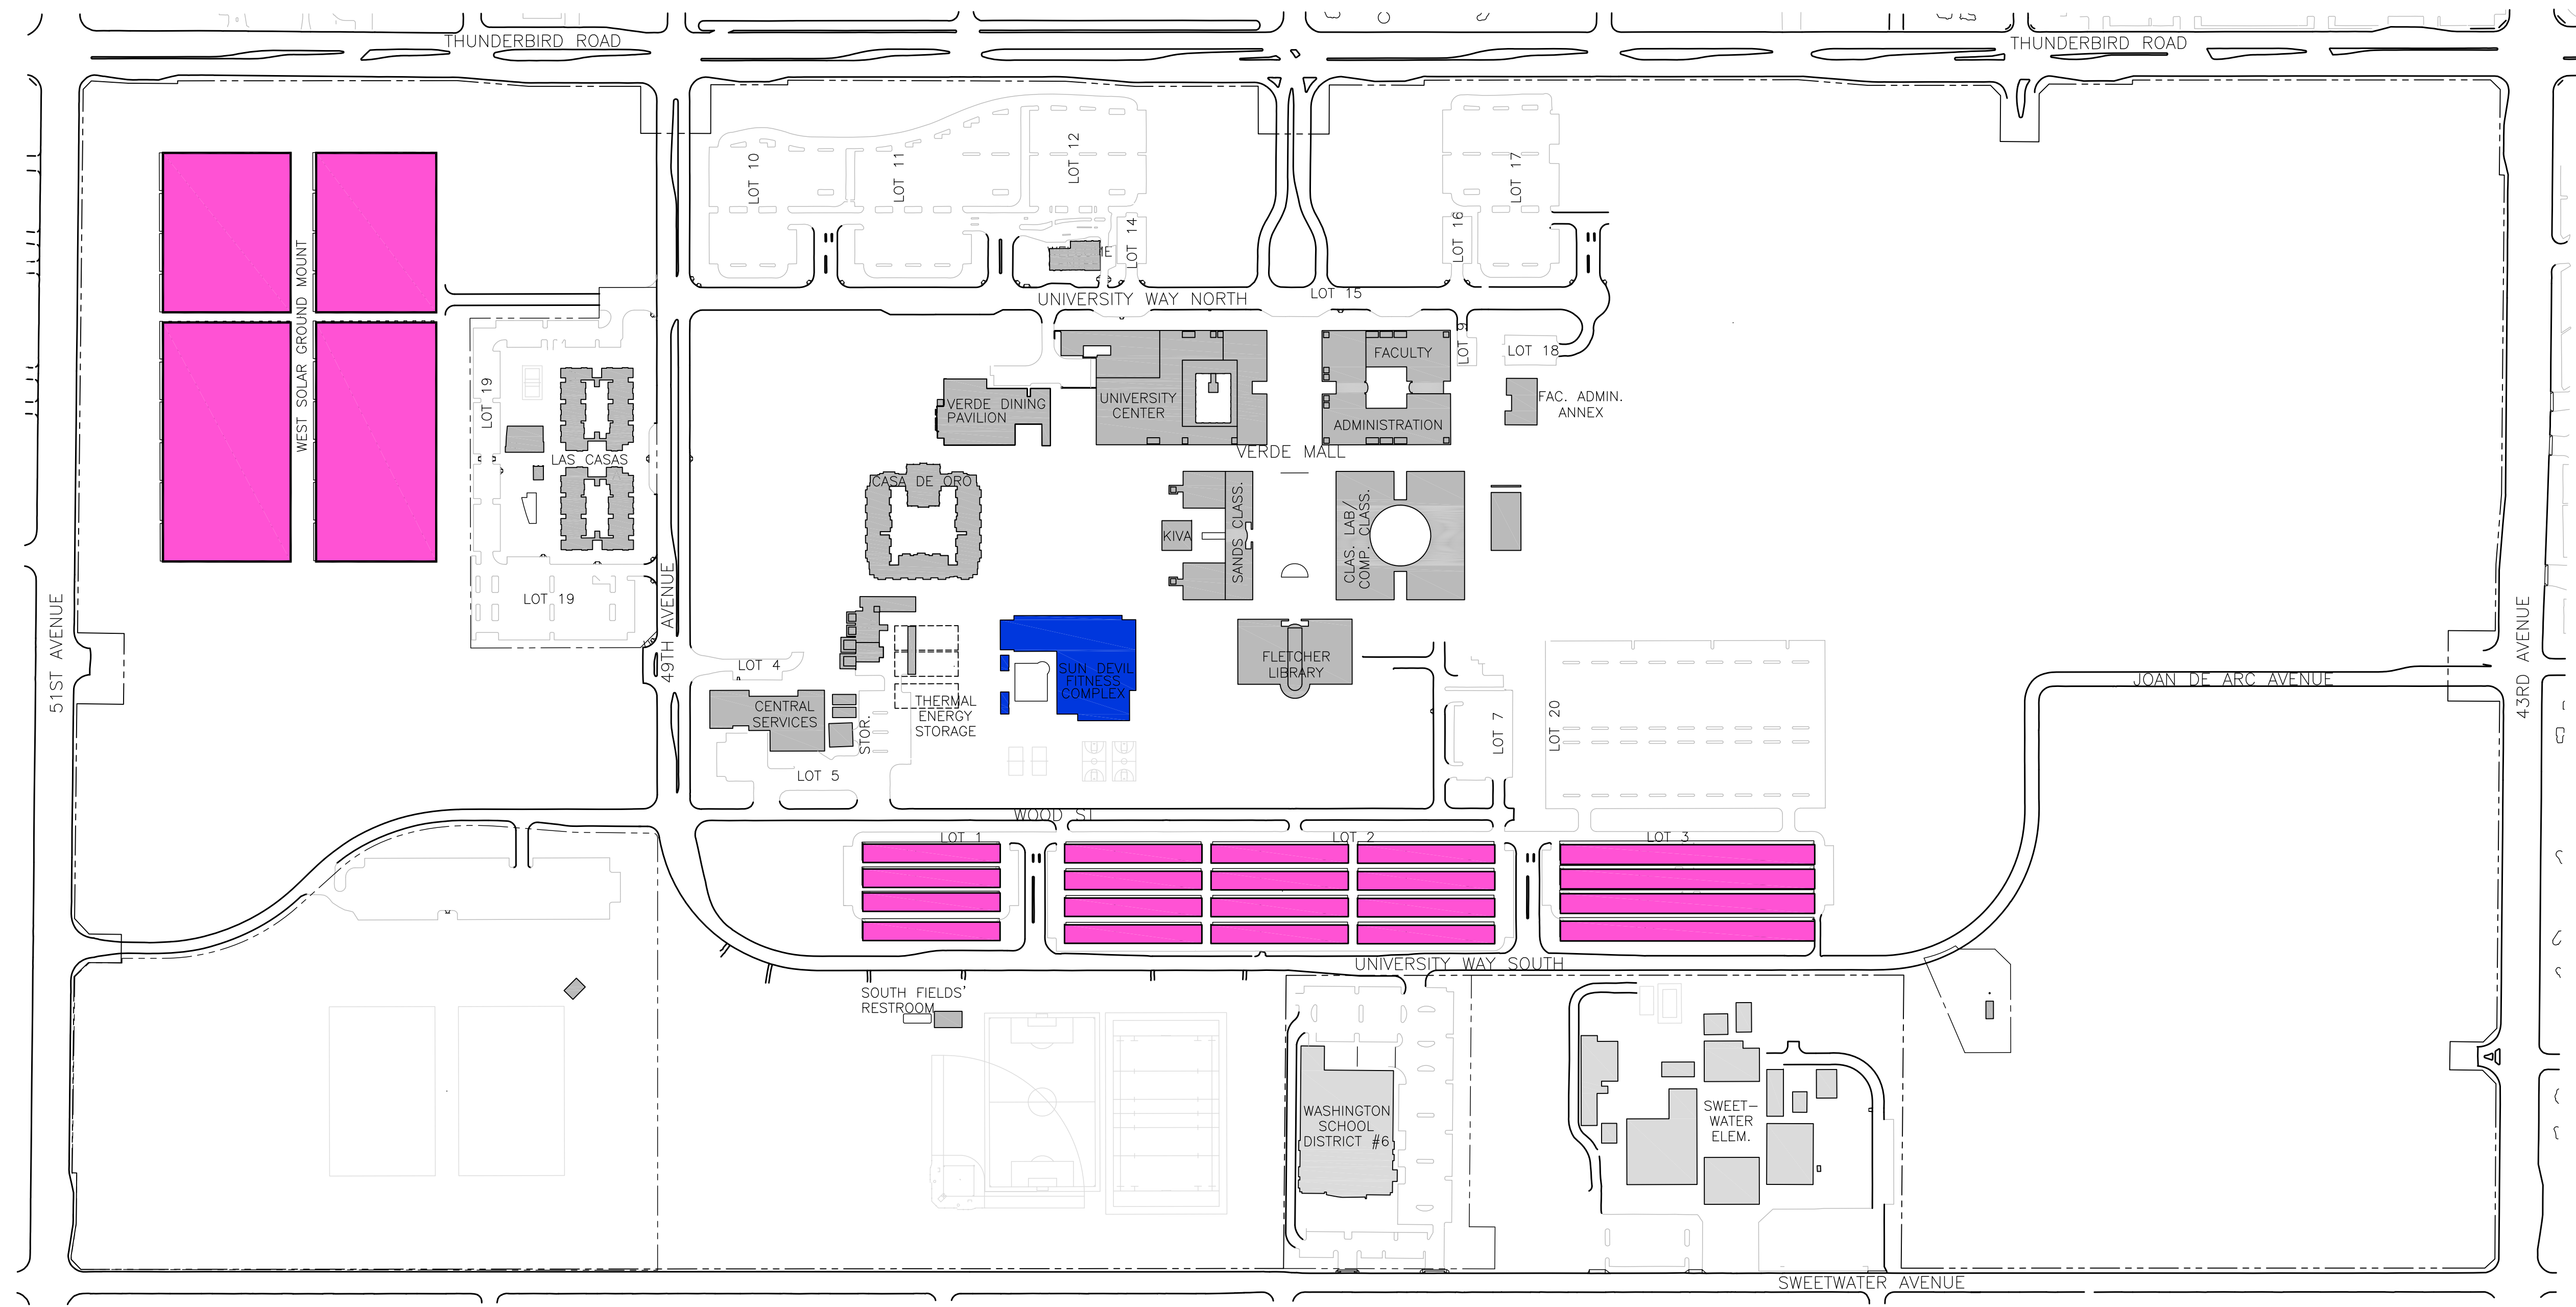 THUNDERBIRD ROAD
THUNDERBIRD ROAD
LOT 10
LOT 11
LOT 12
LOT 17
LOT 14
LOT 16
WEST SOLAR GROUND MOUNT
UNIVERSITY WAY NORTH
LOT 15
LOT 9
LOT 18
FACULTY
ADMINISTRATION
FAC. ADMIN.
ANNEX
LOT 19
VERDE DINING
PAVILION
UNIVERSITY
CENTER
VERDE MALL
LAS CASAS
CASA DE ORO
KIVA
SANDS CLASS.
CLAS. LAB/
COMP. CLASS.
LOT 19
51ST AVENUE
49TH AVENUE
43RD AVENUE
LOT 4
SUN DEVIL
FITNESS
COMPLEX
FLETCHER
LIBRARY
JOAN DE ARC AVENUE
CENTRAL
SERVICES
STOR.
THERMAL
ENERGY
STORAGE
LOT 7
LOT 20
LOT 5
WOOD ST
LOT 1
LOT 2
LOT 3
UNIVERSITY WAY SOUTH
SOUTH FIELDS'
RESTROOM
WASHINGTON
SCHOOL
DISTRICT #6
SWEET-
WATER
ELEM.
SWEETWATER AVENUE